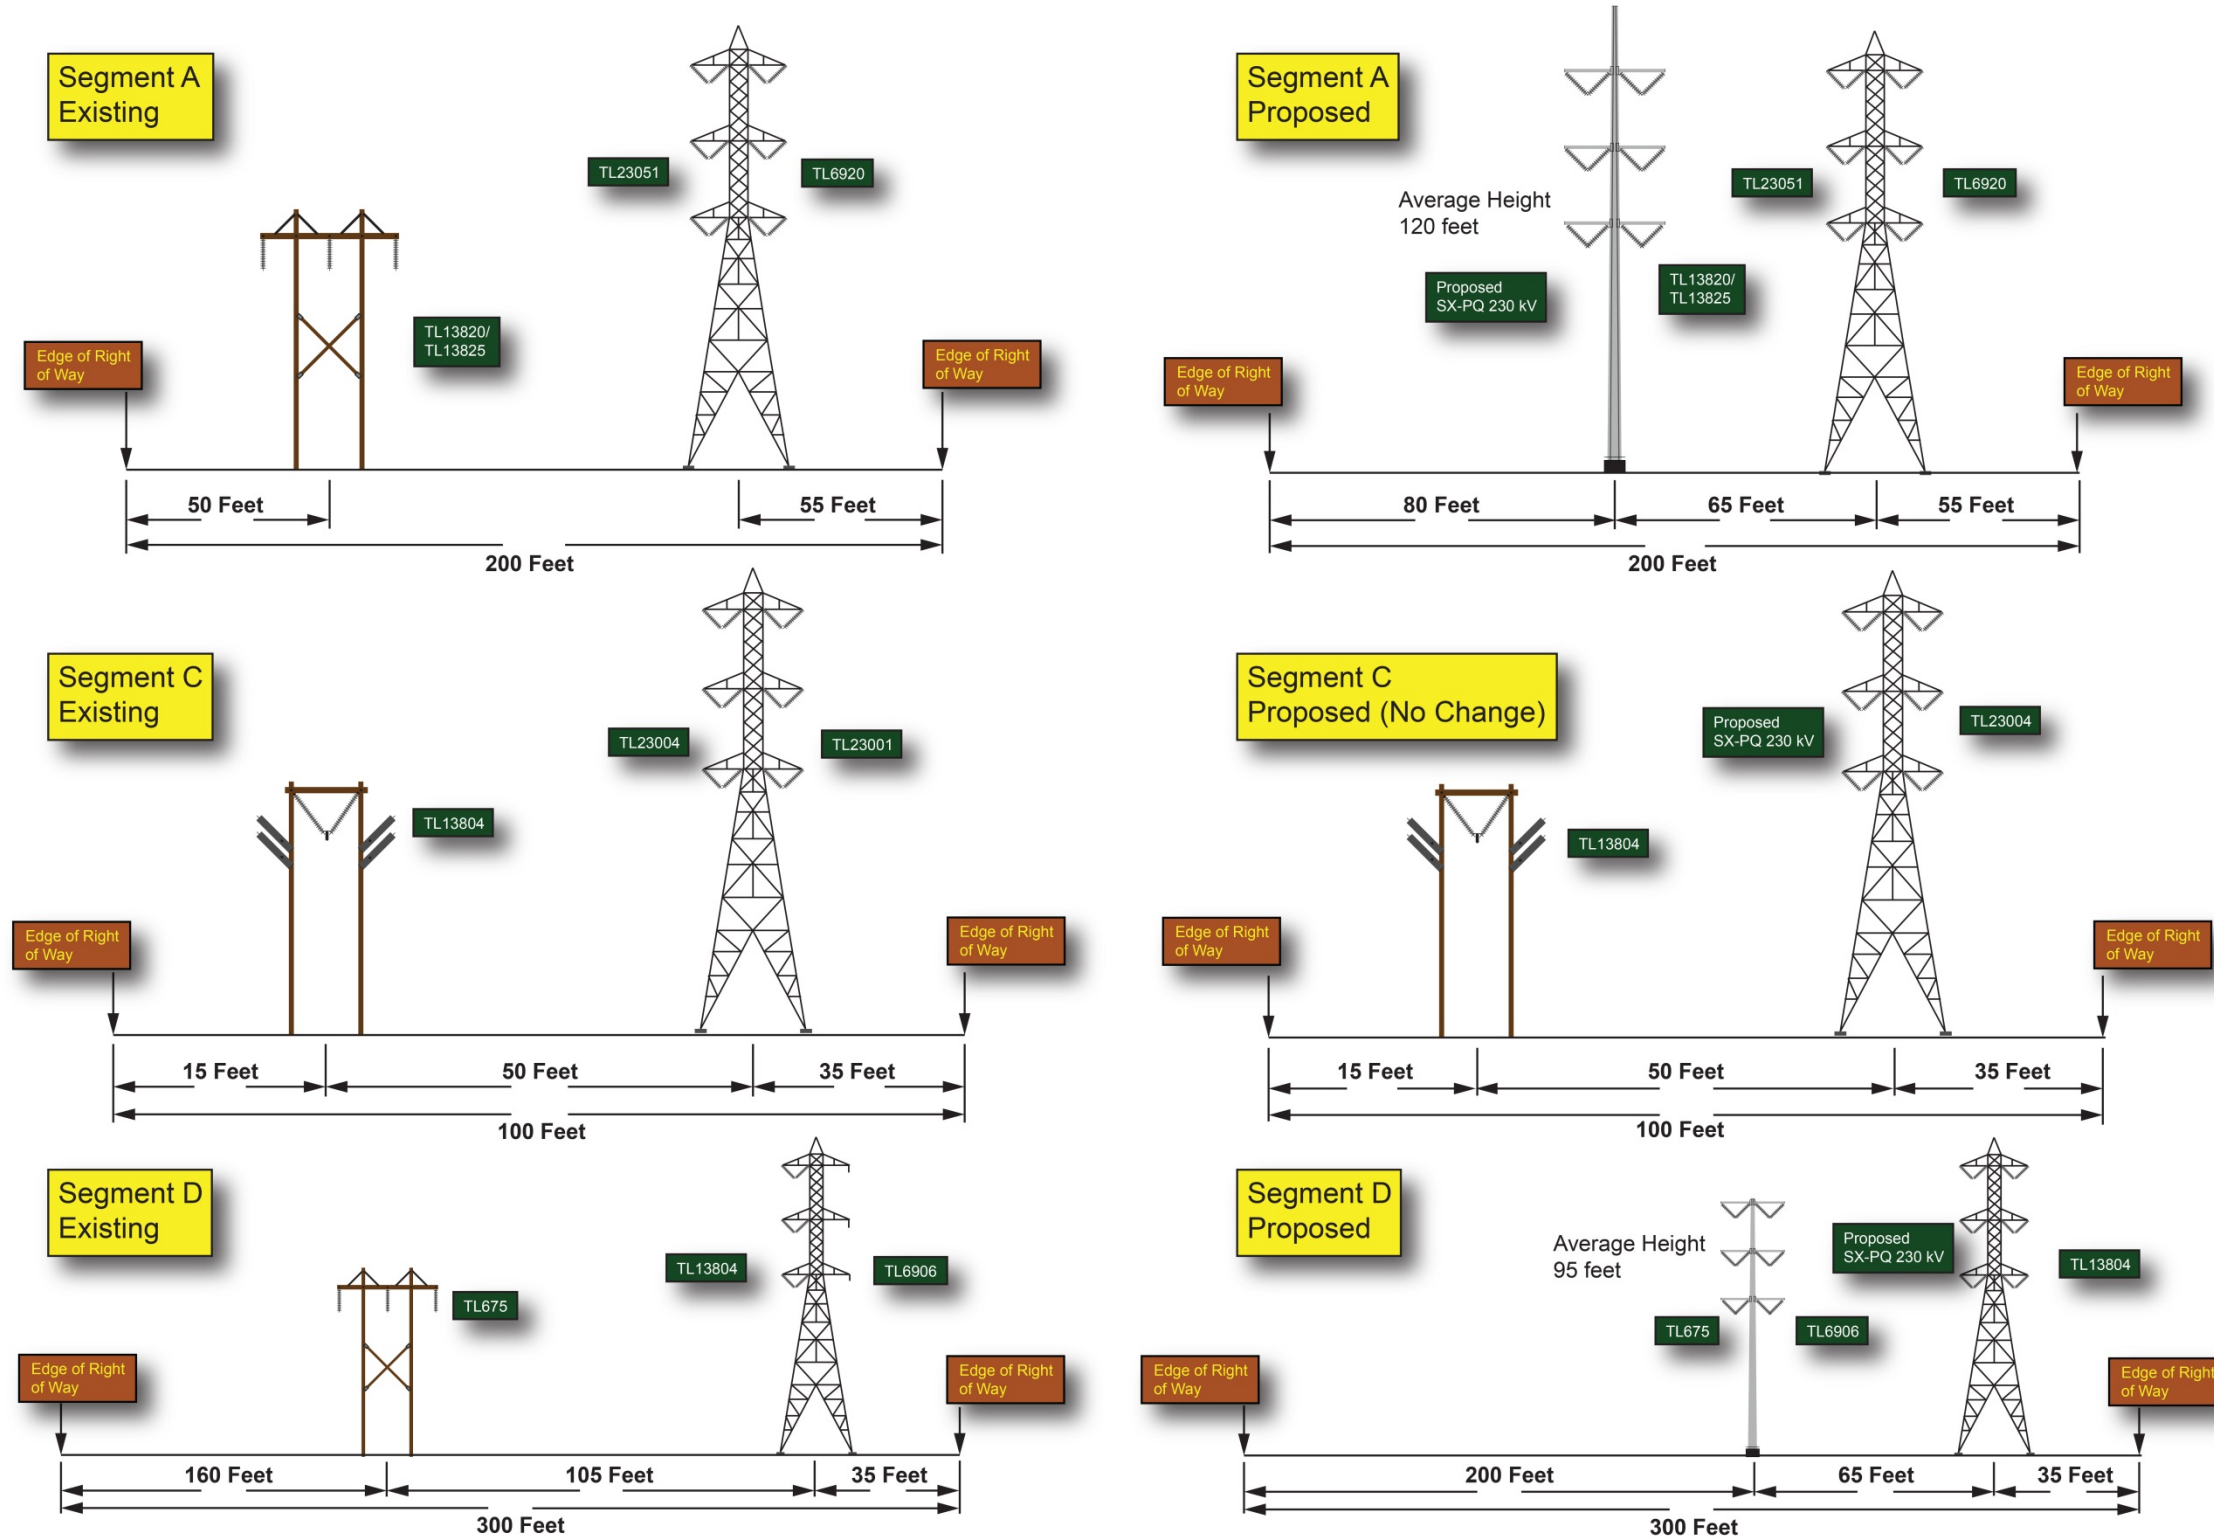 Segment A
Existing
TL23051
TL6920
TL13820/
TL13825
Edge of Right
of Way
Edge of Right
of Way
50 Feet
55 Feet
200 Feet
Segment A
Proposed
Average Height
120 feet
TL23051
TL6920
Proposed
SX-PQ 230 kV
TL13820/
TL13825
Edge of Right
of Way
Edge of Right
of Way
80 Feet
65 Feet
55 Feet
200 Feet
Segment C
Existing
TL23004
TL23001
TL13804
Edge of Right
of Way
Edge of Right
of Way
15 Feet
50 Feet
35 Feet
100 Feet
Segment C
Proposed (No Change)
Proposed
SX-PQ 230 kV
TL23004
TL13804
Edge of Right
of Way
Edge of Right
of Way
15 Feet
50 Feet
35 Feet
100 Feet
Segment D
Existing
TL13804
TL6906
TL675
Edge of Right
of Way
Edge of Right
of Way
160 Feet
105 Feet
35 Feet
300 Feet
Segment D
Proposed
Average Height
95 feet
Proposed
SX-PQ 230 kV
TL13804
TL675
TL6906
Edge of Right
of Way
Edge of Right
of Way
200 Feet
65 Feet
35 Feet
300 Feet